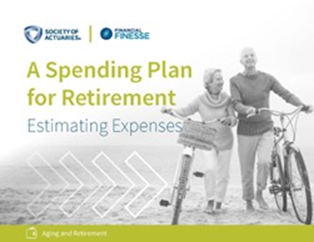 SOCIETY OF
ACTUARIES
FINANCIAL
FINESSE
A Spending Plan
for Retirement
Estimating Expenses
Aging and Retirement